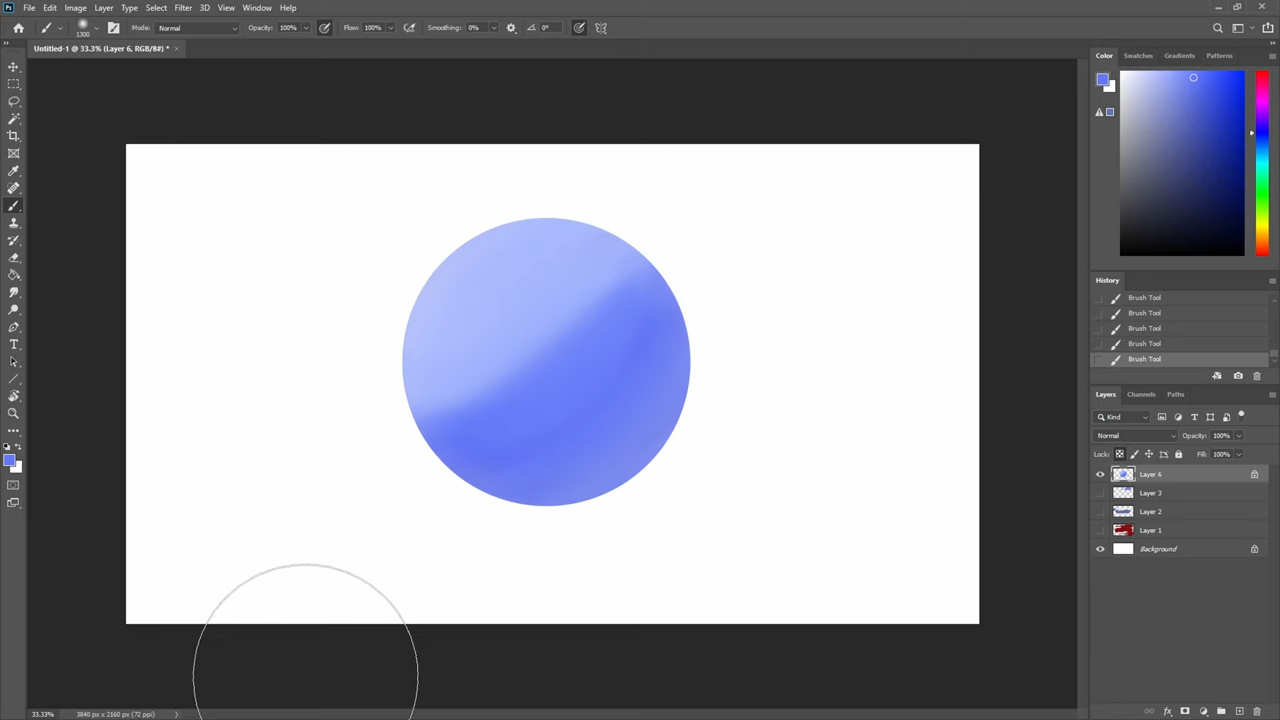 Ps File Edit Image Layer Type Select Filter 3D View Window Help
1300 Mode: Normal Opacity: 100% Flow: 100% Smoothing: 0% 0°
Untitled-1 @ 33.3% (Layer 6, RGB/8#) *
Color Swatches Gradients Patterns
History
Brush Tool
Brush Tool
Brush Tool
Brush Tool
Brush Tool
Layers Channels Paths
Kind
Normal Opacity: 100%
Lock: Fill: 100%
Layer 6
Layer 3
Layer 2
Layer 1
Background
33.33% 3840 px x 2160 px (72 ppi)